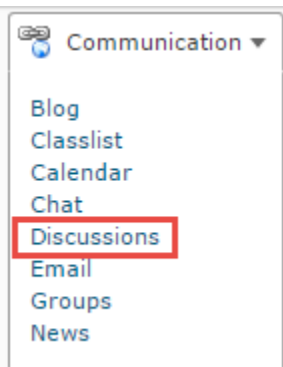 Communication
Blog
Classlist
Calendar
Chat
Discussions
Email
Groups
News